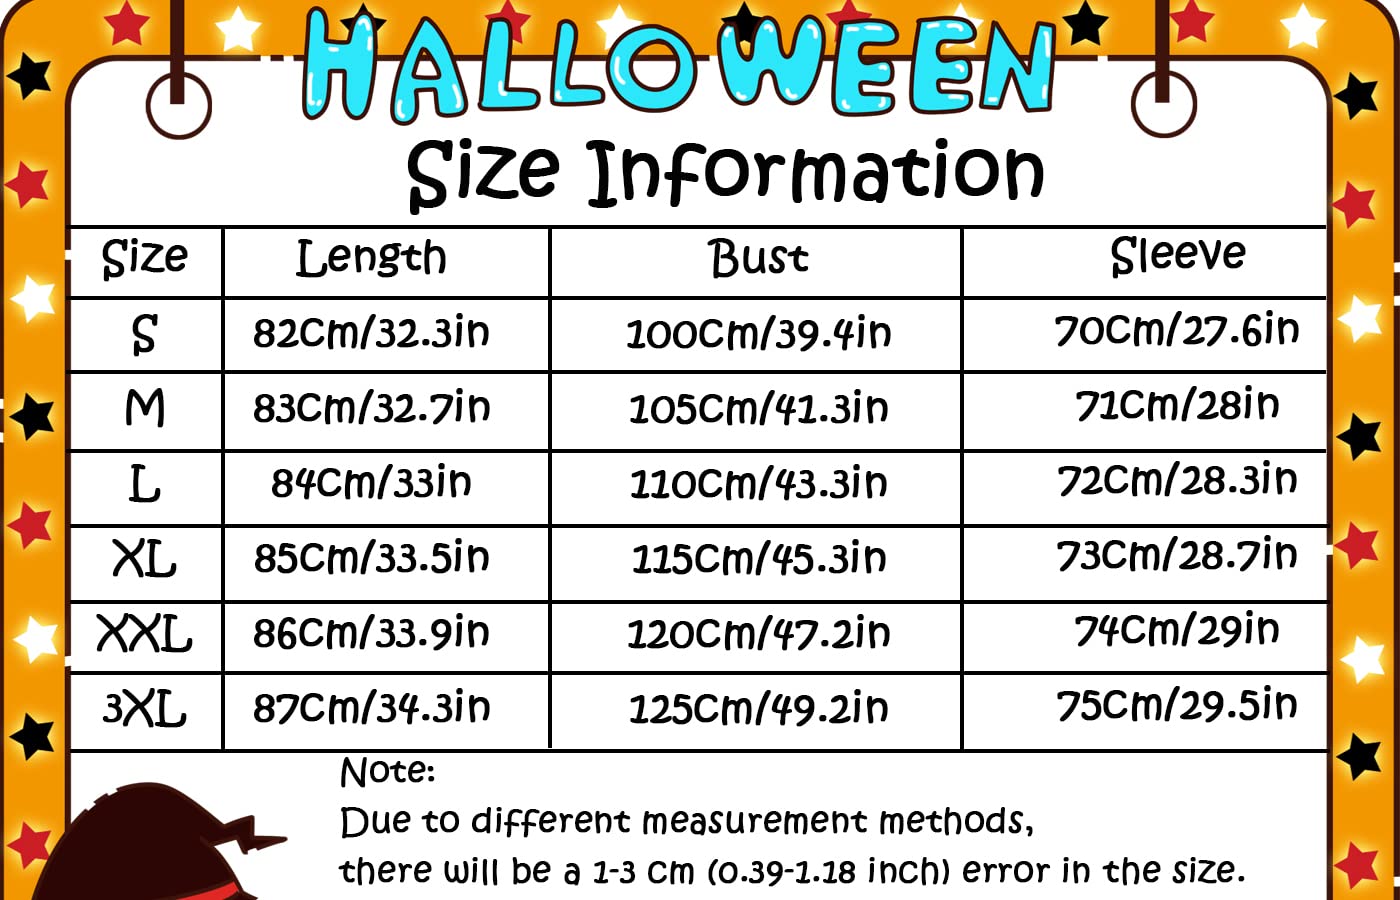 HALLOWEEN
Size Information
Size Length Bust Sleeve
S 82Cm/32.3in 100Cm/39.4in 70Cm/27.6in
M 83Cm/32.7in 105Cm/41.3in 71Cm/28in
L 84Cm/33in 110Cm/43.3in 72Cm/28.3in
XL 85Cm/33.5in 115Cm/45.3in 73Cm/28.7in
XXL 86Cm/33.9in 120Cm/47.2in 74Cm/29in
3XL 87Cm/34.3in 125Cm/49.2in 75Cm/29.5in
Note:
Due to different measurement methods,
there will be a 1-3 cm (0.39-1.18 inch) error in the size.